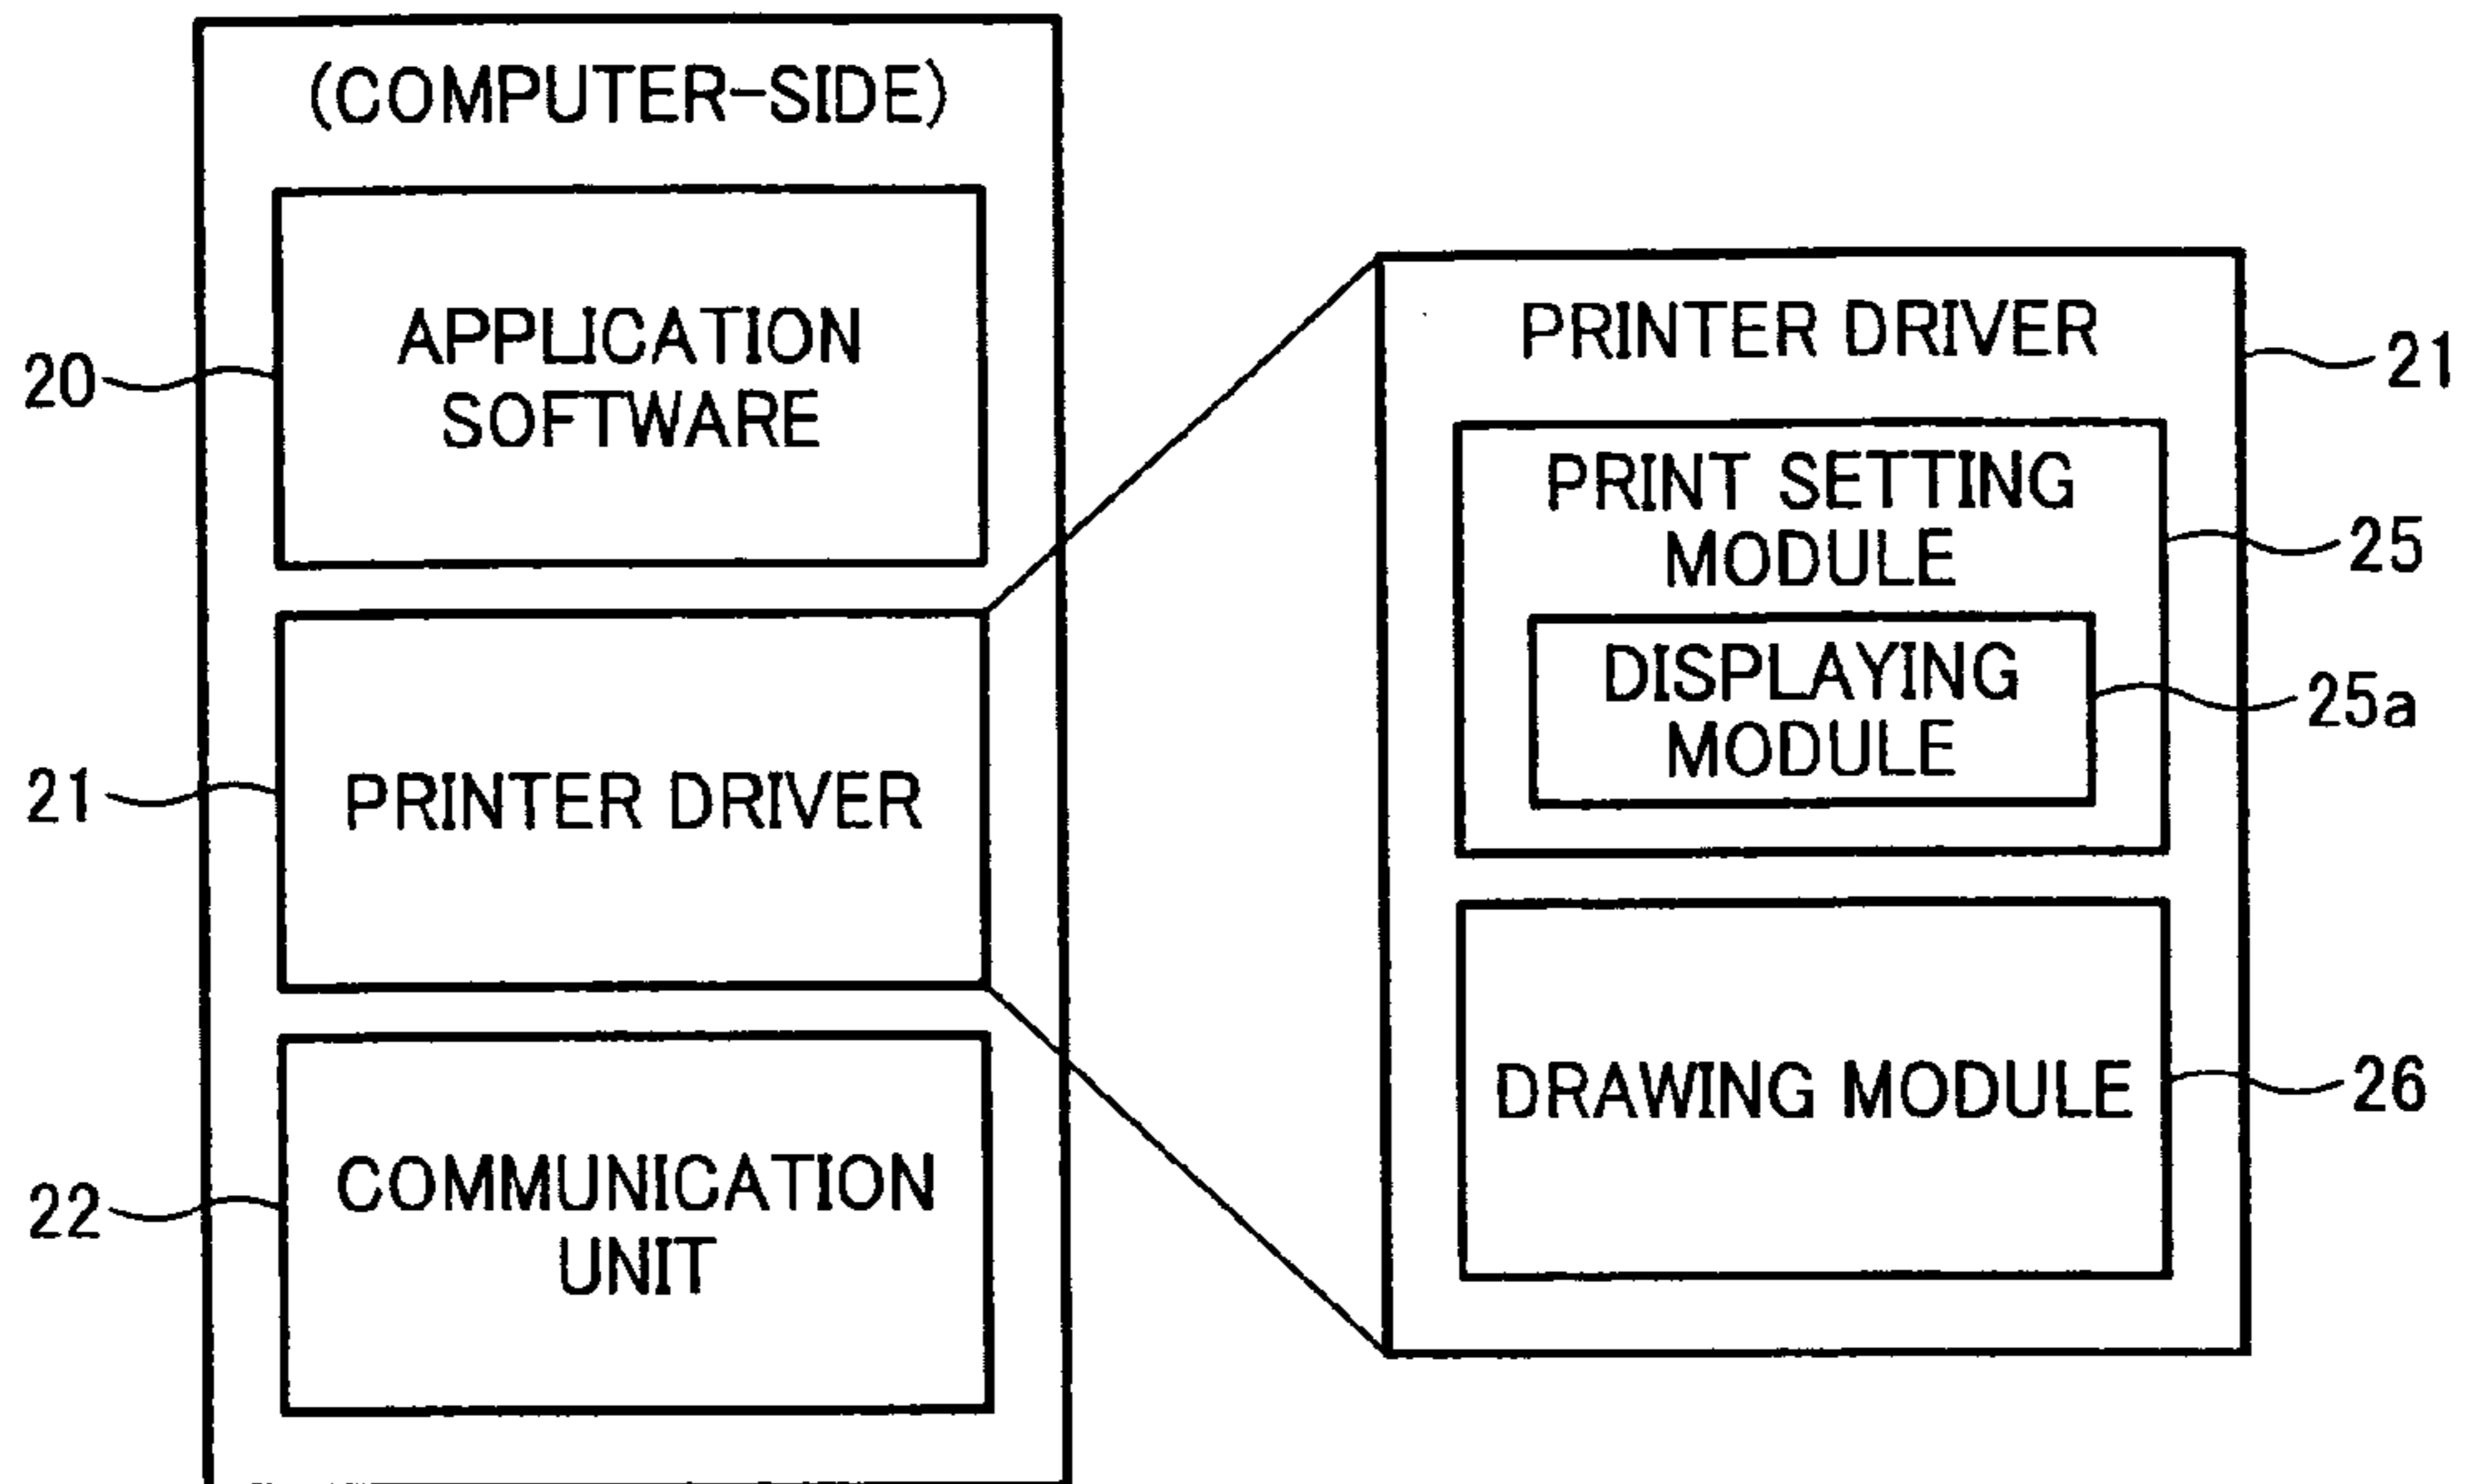 (COMPUTER-SIDE)
20
APPLICATION
SOFTWARE
21
PRINTER DRIVER
22
COMMUNICATION
UNIT
PRINTER DRIVER
21
PRINT SETTING
MODULE
25
DISPLAYING
MODULE
25a
DRAWING MODULE
26